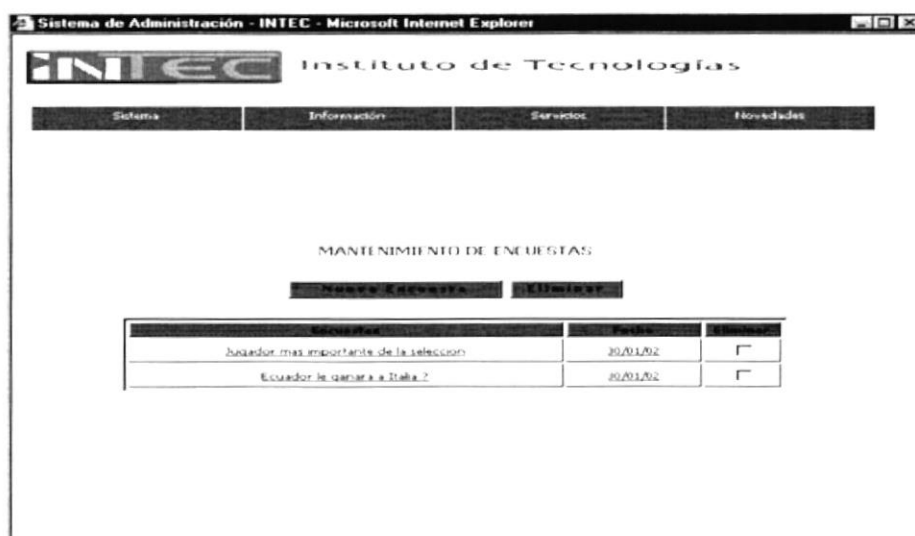 Sistema de Administración - INTEC - Microsoft Internet Explorer
INTEC Instituto de Tecnologías
Sistema Información Servicios Novedades
MANTENIMIENTO DE ENCUESTAS
Nueva Encuesta Eliminar
Encuestas Fecha Eliminar
Jugador mas importante de la seleccion 30/01/02
Ecuador le ganara a Italia ? 30/01/02